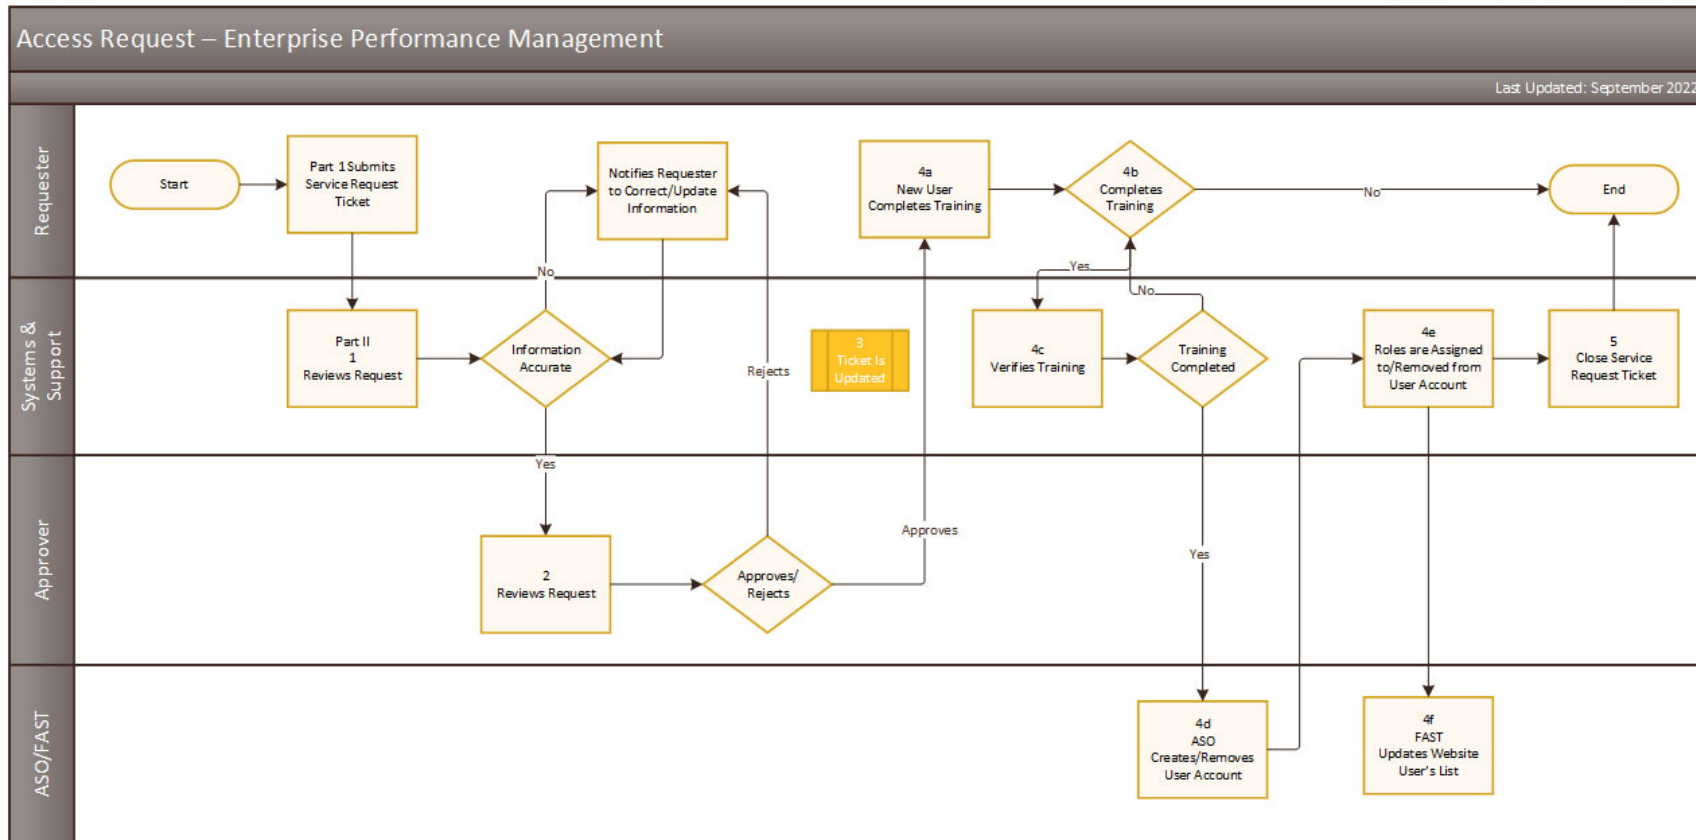 Access Request – Enterprise Performance Management
Last Updated: September 2022
Requester
Start
Part 1 Submits
Service Request
Ticket
Notifies Requester
to Correct/Update
Information
4a
New User
Completes Training
4b
Completes
Training
No
End
No
Yes
No
Systems &
Support
Part II
1
Reviews Request
Information
Accurate
Rejects
3
Ticket Is
Updated
4c
Verifies Training
Training
Completed
4e
Roles are Assigned
to/Removed from
User Account
5
Close Service
Request Ticket
Approver
Yes
2
Reviews Request
Approves/
Rejects
Approves
Yes
ASO/FAST
4d
ASO
Creates/Removes
User Account
4f
FAST
Updates Website
User's List